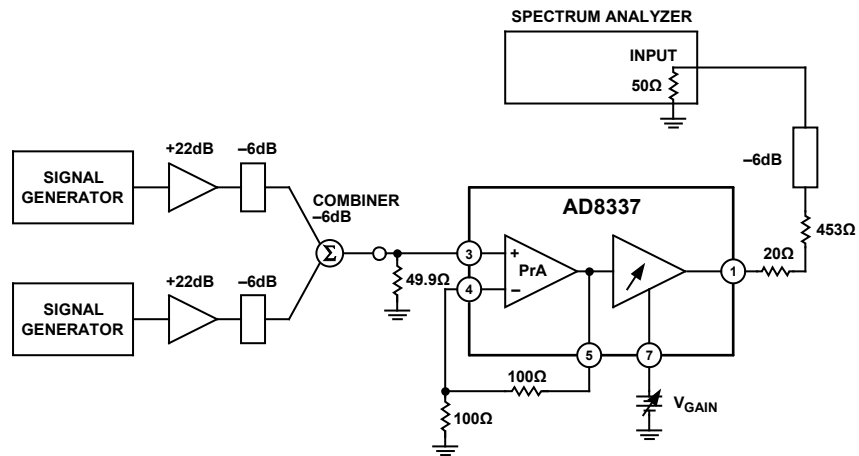 SPECTRUM ANALYZER
INPUT
50Ω
+22dB
–6dB
SIGNAL
GENERATOR
COMBINER
–6dB
Σ
–6dB
AD8337
453Ω
20Ω
3
+
PrA
1
49.9Ω
4
–
+22dB
–6dB
SIGNAL
GENERATOR
5
7
100Ω
100Ω
VGAIN